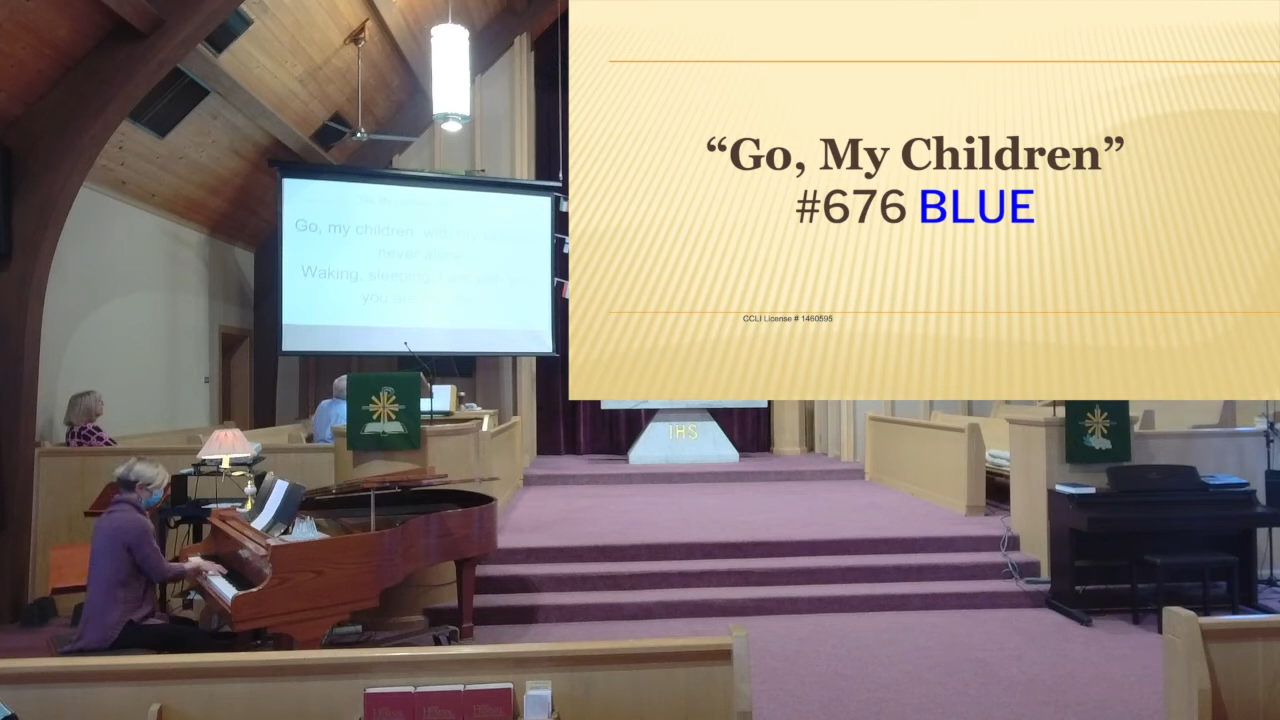 “Go, My Children”
#676 BLUE
CCLI License # 1460595
Go, my children, with my
never alone
Waking, sleeping,
you are
IHS